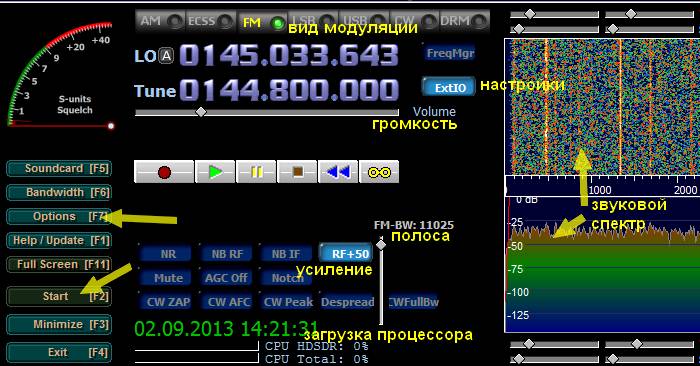 AM ECSS FM LSB USB CW DRM
вид модуляции
LO A 0145.033.643
FreqMgr
Tune 0144.800.000
ExtIO
настройки
Volume
громкость
+20 +40
9
7
5
3
1
S-units
Squelch
Soundcard [F5]
Bandwidth [F6]
Options [F7]
Help / Update [F1]
Full Screen [F11]
Start [F2]
Minimize [F3]
Exit [F4]
FM-BW: 11025
полоса
NR NB RF NB IF RF+50
усиление
Mute AGC Off Notch
CW ZAP CW AFC CW Peak Despread CWFullBw
02.09.2013 14:21:31
загрузка процессора
CPU HDSDR: 0%
CPU Total: 0%
1000 2000
звуковой
спектр
0 dB
-25
-50
-75
-100
-125